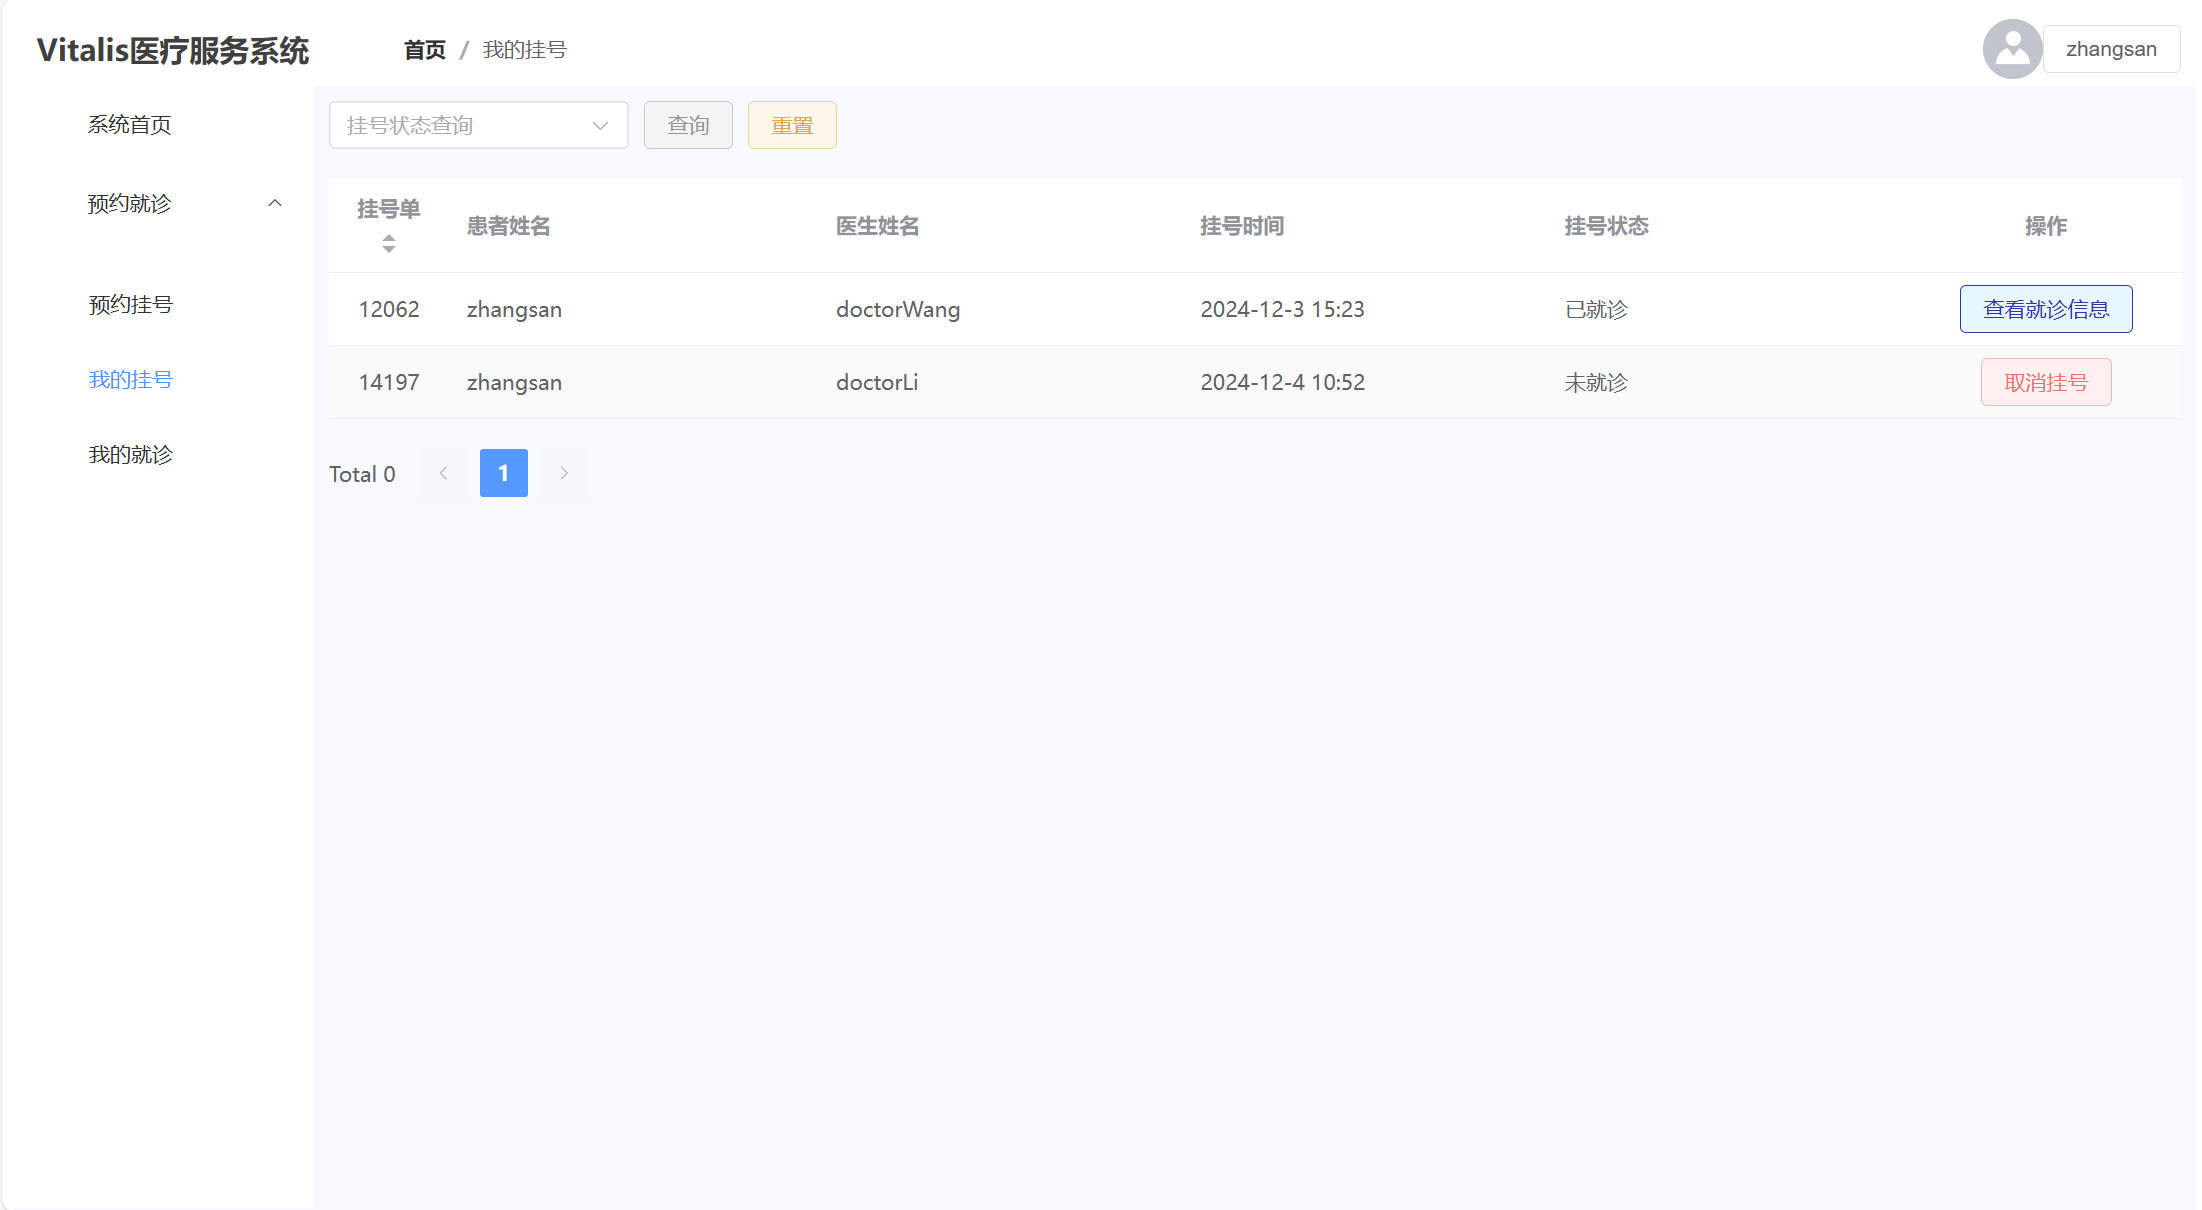 Vitalis医疗服务系统
首页 / 我的挂号
zhangsan
系统首页
预约就诊
预约挂号
我的挂号
我的就诊
挂号状态查询 查询 重置
挂号单 患者姓名 医生姓名 挂号时间 挂号状态 操作
12062 zhangsan doctorWang 2024-12-3 15:23 已就诊 查看就诊信息
14197 zhangsan doctorLi 2024-12-4 10:52 未就诊 取消挂号
Total 0 1